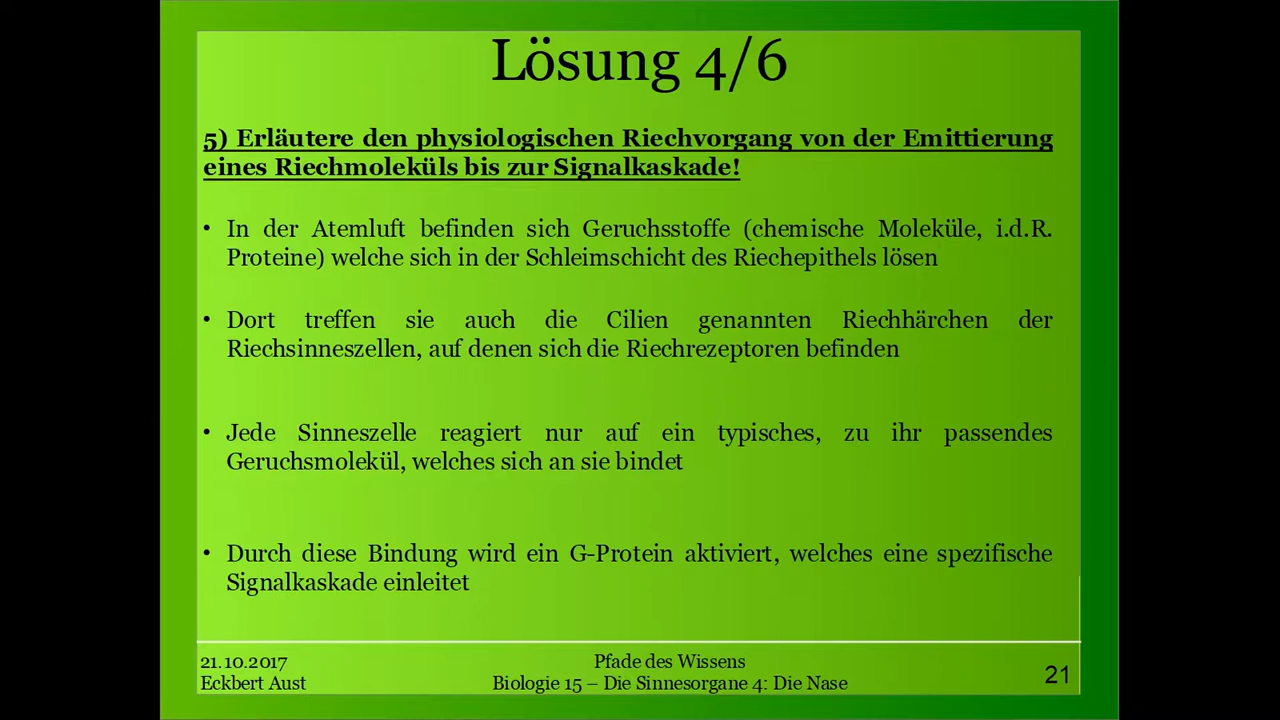 Lösung 4/6
5) Erläutere den physiologischen Riechvorgang von der Emittierung
eines Riechmoleküls bis zur Signalkaskade!
• In der Atemluft befinden sich Geruchsstoffe (chemische Moleküle, i.d.R.
Proteine) welche sich in der Schleimschicht des Riechepithels lösen
• Dort treffen sie auch die Cilien genannten Riechhärchen der
Riechsinneszellen, auf denen sich die Riechrezeptoren befinden
• Jede Sinneszelle reagiert nur auf ein typisches, zu ihr passendes
Geruchsmolekül, welches sich an sie bindet
• Durch diese Bindung wird ein G-Protein aktiviert, welches eine spezifische
Signalkaskade einleitet
21.10.2017
Eckbert Aust
Pfade des Wissens
Biologie 15 – Die Sinnesorgane 4: Die Nase
21